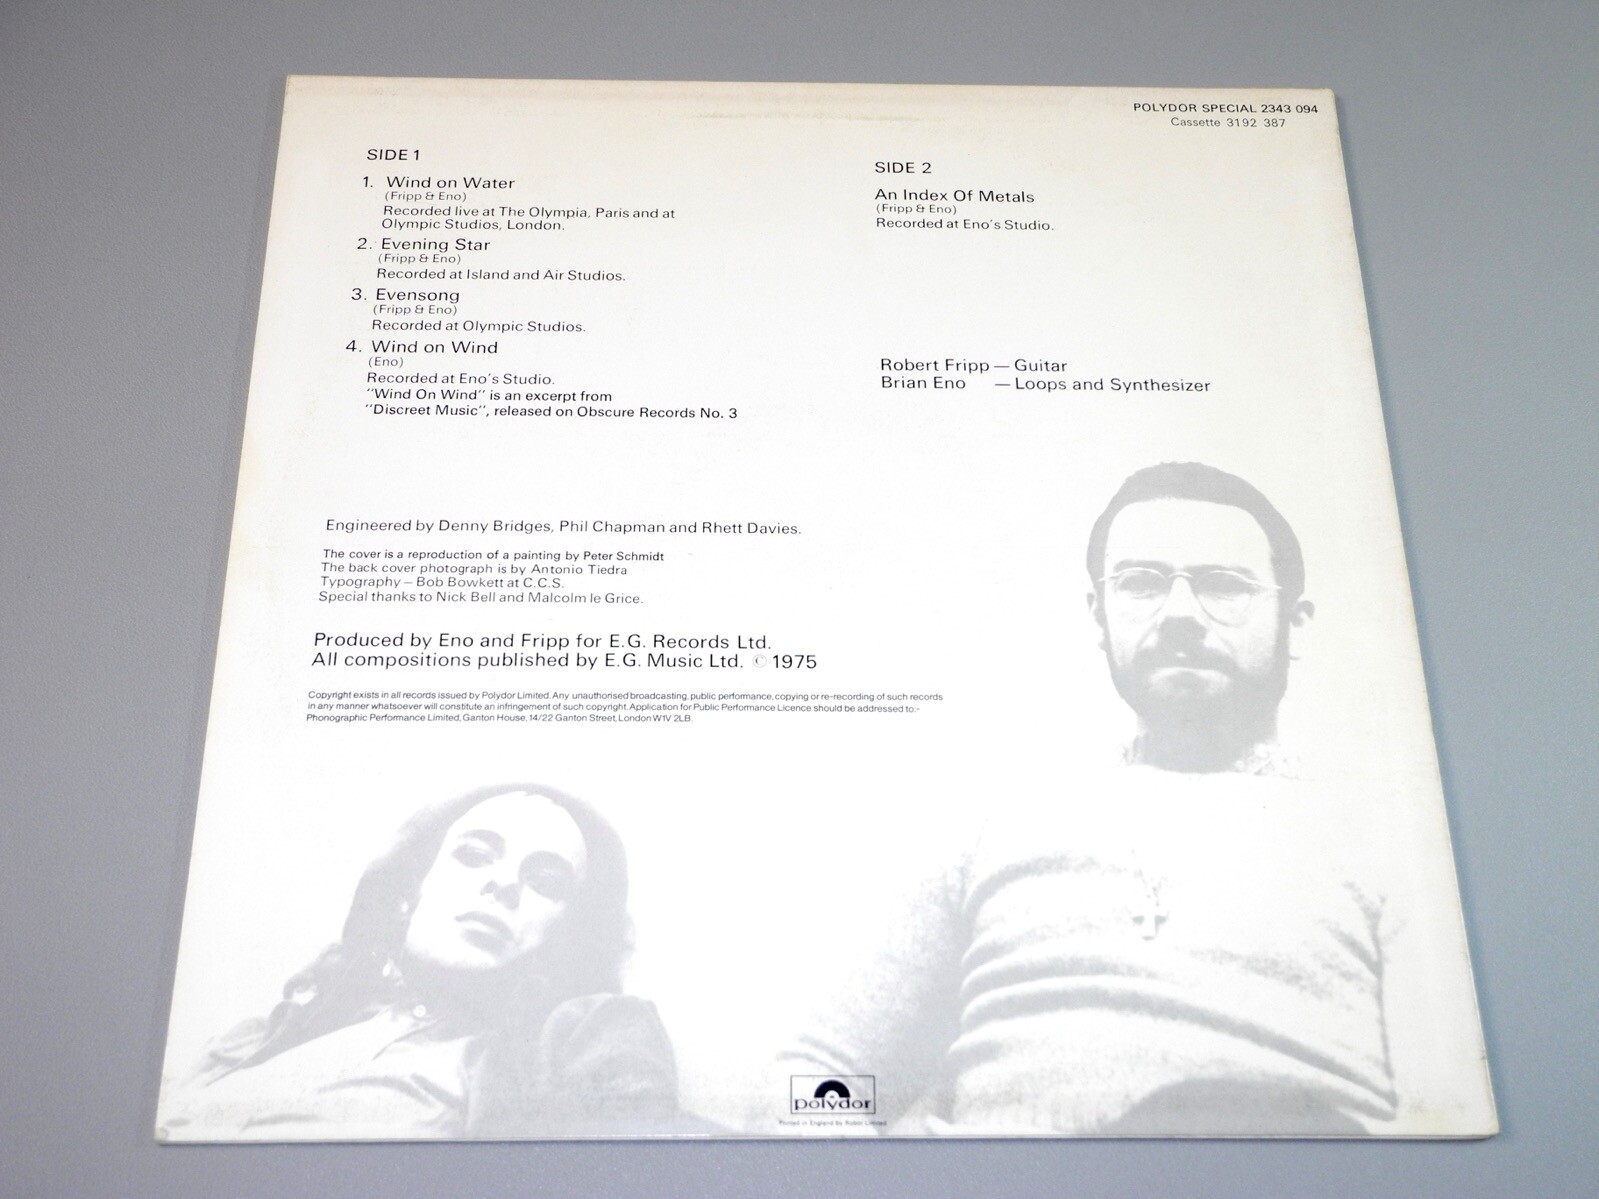 POLYDOR SPECIAL 2343 094
Cassette 3192 387
SIDE 1
1. Wind on Water
(Fripp & Eno)
Recorded live at The Olympia, Paris and at
Olympic Studios, London.
2. Evening Star
(Fripp & Eno)
Recorded at Island and Air Studios.
3. Evensong
(Fripp & Eno)
Recorded at Olympic Studios.
4. Wind on Wind
(Eno)
Recorded at Eno's Studio.
"Wind On Wind" is an excerpt from
"Discreet Music", released on Obscure Records No. 3
SIDE 2
An Index Of Metals
(Fripp & Eno)
Recorded at Eno's Studio.
Robert Fripp — Guitar
Brian Eno — Loops and Synthesizer
Engineered by Denny Bridges, Phil Chapman and Rhett Davies.
The cover is a reproduction of a painting by Peter Schmidt
The back cover photograph is by Antonio Tiedra
Typography – Bob Bowkett at C.C.S.
Special thanks to Nick Bell and Malcolm le Grice.
Produced by Eno and Fripp for E.G. Records Ltd.
All compositions published by E.G. Music Ltd. © 1975
Copyright exists in all records issued by Polydor Limited. Any unauthorised broadcasting, public performance, copying or re-recording of such records
in any manner whatsoever will constitute an infringement of such copyright. Application for Public Performance Licence should be addressed to:-
Phonographic Performance Limited, Ganton House, 14/22 Ganton Street, London W1V 2LB.
polydor
Printed in England by Robor Limited